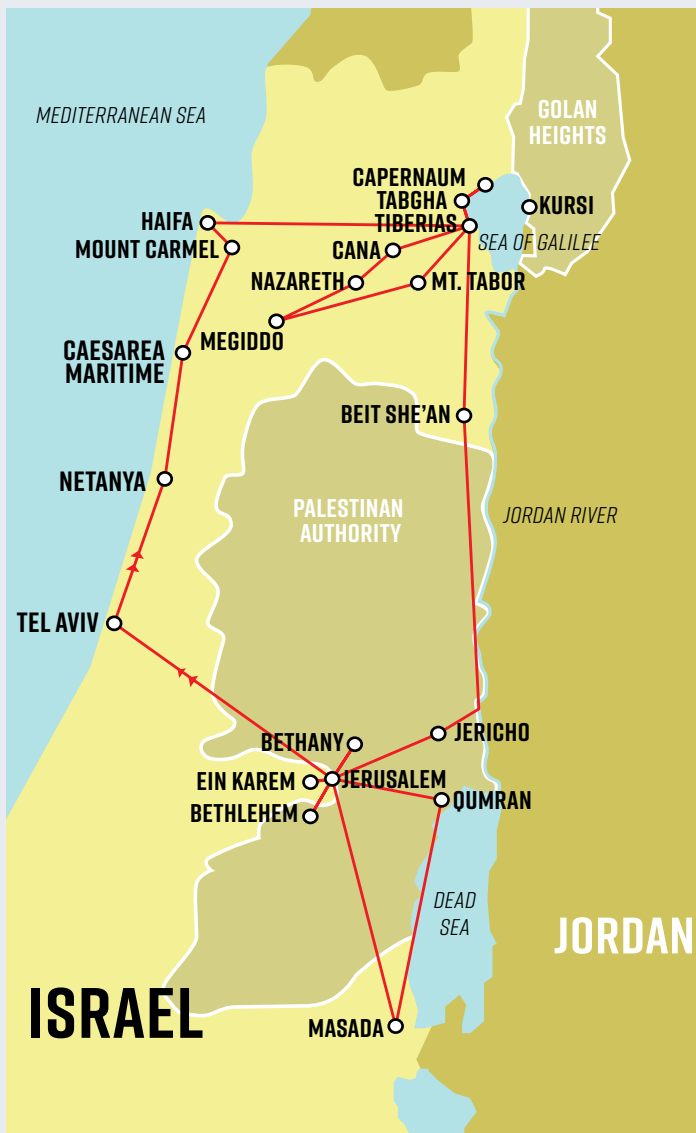 MEDITERRANEAN SEA
GOLAN
HEIGHTS
CAPERNAUM
TABGHA
KURSI
HAIFA
TIBERIAS
MOUNT CARMEL
CANA
SEA OF GALILEE
NAZARETH
MT. TABOR
MEGIDDO
CAESAREA
MARITIME
BEIT SHE'AN
NETANYA
PALESTINAN
AUTHORITY
JORDAN RIVER
TEL AVIV
JERICHO
BETHANY
EIN KAREM
JERUSALEM
QUMRAN
BETHLEHEM
DEAD
SEA
JORDAN
ISRAEL
MASADA